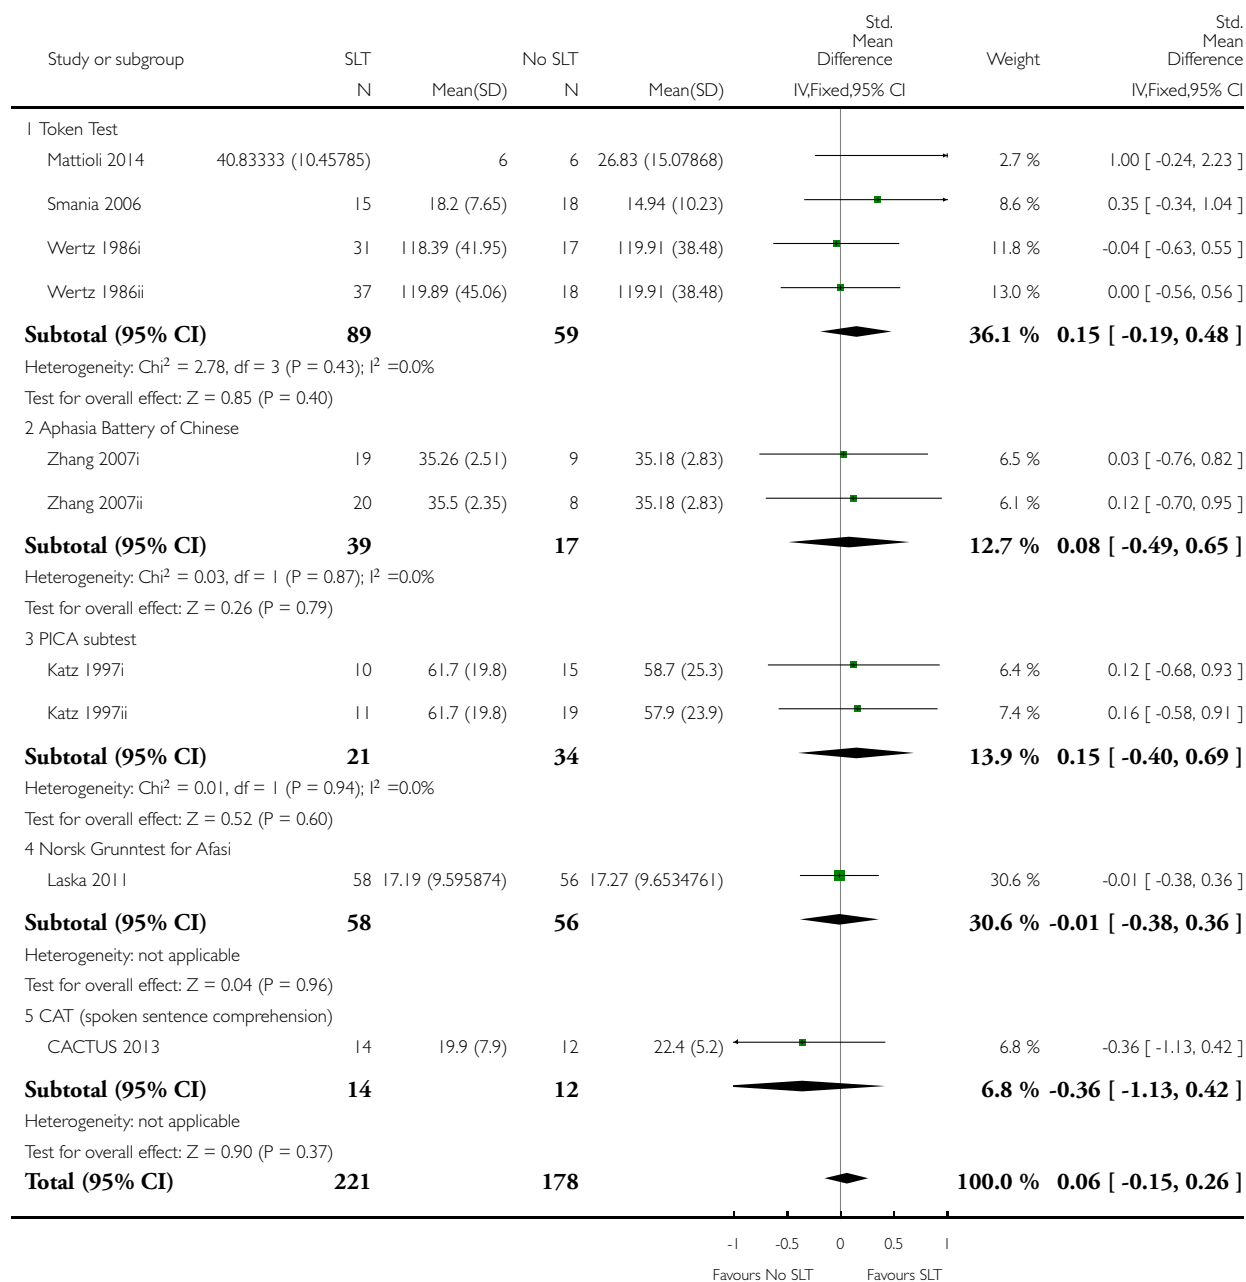 Std.
Mean
Difference
Std.
Mean
Difference
Study or subgroup SLT No SLT Weight
N Mean(SD) N Mean(SD) IV,Fixed,95% CI IV,Fixed,95% CI
1 Token Test
Mattioli 2014 40.83333 (10.45785) 6 6 26.83 (15.07868) 2.7 % 1.00 [ -0.24, 2.23 ]
Smania 2006 15 18.2 (7.65) 18 14.94 (10.23) 8.6 % 0.35 [ -0.34, 1.04 ]
Wertz 1986i 31 118.39 (41.95) 17 119.91 (38.48) 11.8 % -0.04 [ -0.63, 0.55 ]
Wertz 1986ii 37 119.89 (45.06) 18 119.91 (38.48) 13.0 % 0.00 [ -0.56, 0.56 ]
Subtotal (95% CI) 89 59 36.1 % 0.15 [ -0.19, 0.48 ]
Heterogeneity: Chi² = 2.78, df = 3 (P = 0.43); I² =0.0%
Test for overall effect: Z = 0.85 (P = 0.40)
2 Aphasia Battery of Chinese
Zhang 2007i 19 35.26 (2.51) 9 35.18 (2.83) 6.5 % 0.03 [ -0.76, 0.82 ]
Zhang 2007ii 20 35.5 (2.35) 8 35.18 (2.83) 6.1 % 0.12 [ -0.70, 0.95 ]
Subtotal (95% CI) 39 17 12.7 % 0.08 [ -0.49, 0.65 ]
Heterogeneity: Chi² = 0.03, df = 1 (P = 0.87); I² =0.0%
Test for overall effect: Z = 0.26 (P = 0.79)
3 PICA subtest
Katz 1997i 10 61.7 (19.8) 15 58.7 (25.3) 6.4 % 0.12 [ -0.68, 0.93 ]
Katz 1997ii 11 61.7 (19.8) 19 57.9 (23.9) 7.4 % 0.16 [ -0.58, 0.91 ]
Subtotal (95% CI) 21 34 13.9 % 0.15 [ -0.40, 0.69 ]
Heterogeneity: Chi² = 0.01, df = 1 (P = 0.94); I² =0.0%
Test for overall effect: Z = 0.52 (P = 0.60)
4 Norsk Grunntest for Afasi
Laska 2011 58 17.19 (9.595874) 56 17.27 (9.6534761) 30.6 % -0.01 [ -0.38, 0.36 ]
Subtotal (95% CI) 58 56 30.6 % -0.01 [ -0.38, 0.36 ]
Heterogeneity: not applicable
Test for overall effect: Z = 0.04 (P = 0.96)
5 CAT (spoken sentence comprehension)
CACTUS 2013 14 19.9 (7.9) 12 22.4 (5.2) 6.8 % -0.36 [ -1.13, 0.42 ]
Subtotal (95% CI) 14 12 6.8 % -0.36 [ -1.13, 0.42 ]
Heterogeneity: not applicable
Test for overall effect: Z = 0.90 (P = 0.37)
Total (95% CI) 221 178 100.0 % 0.06 [ -0.15, 0.26 ]
-1 -0.5 0 0.5 1
Favours No SLT Favours SLT